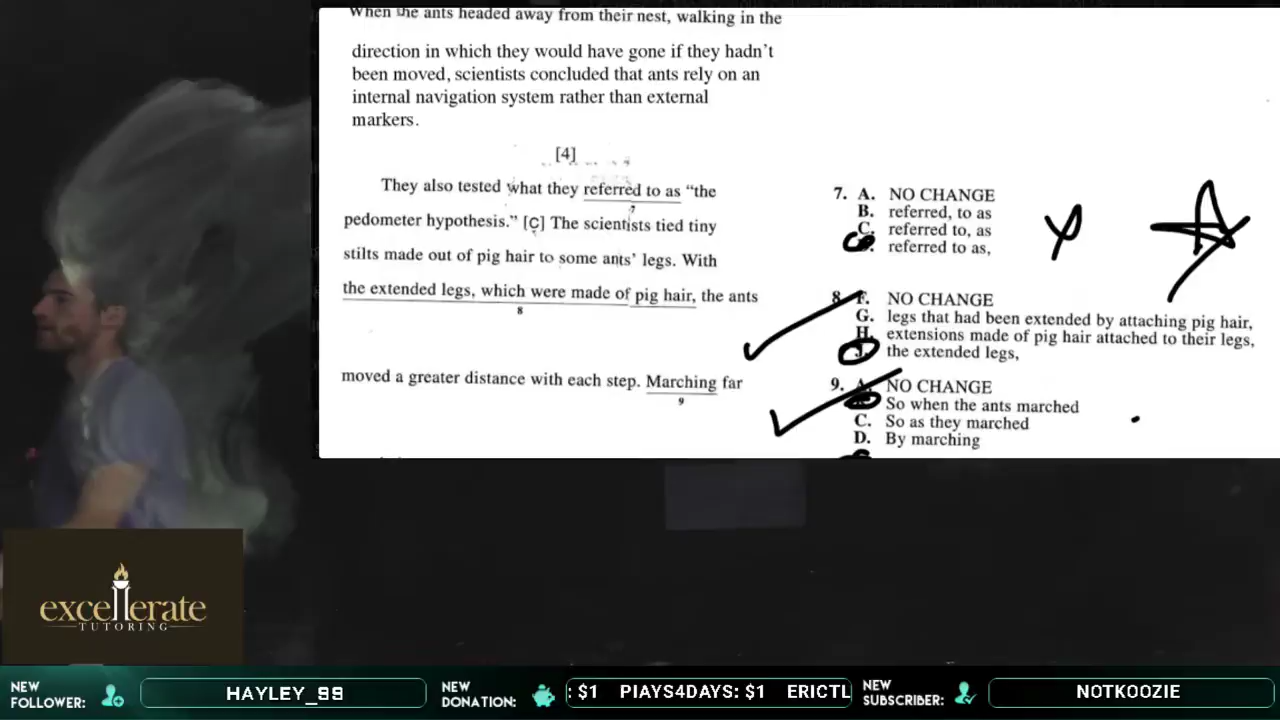 When the ants headed away from their nest, walking in the
direction in which they would have gone if they hadn't
been moved, scientists concluded that ants rely on an
internal navigation system rather than external
markers.
[4]
They also tested what they referred to as "the
7
pedometer hypothesis." [C] The scientists tied tiny
stilts made out of pig hair to some ants' legs. With
the extended legs, which were made of pig hair, the ants
8
moved a greater distance with each step. Marching far
9
7. A. NO CHANGE
B. referred, to as
C. referred to, as
referred to as,
8. F. NO CHANGE
G. legs that had been extended by attaching pig hair,
H. extensions made of pig hair attached to their legs,
J. the extended legs,
9. A. NO CHANGE
So when the ants marched
C. So as they marched
D. By marching
excellerate
TUTORING
NEW FOLLOWER:
HAYLEY_99
NEW DONATION:
: $1 PIAYS4DAYS: $1 ERICTL
NEW SUBSCRIBER:
NOTKOOZIE